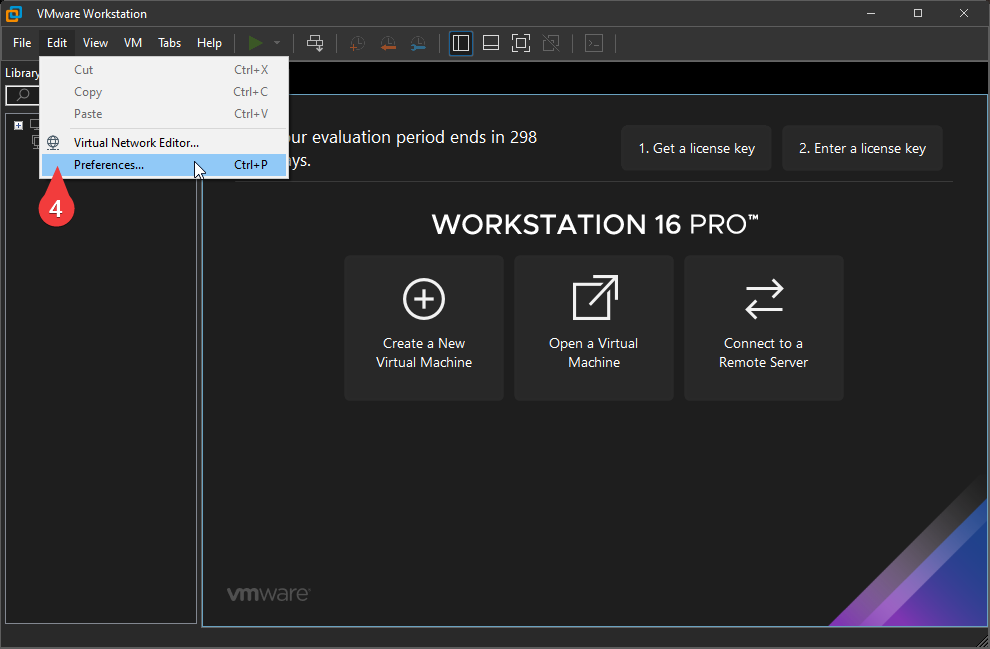 VMware Workstation
File Edit View VM Tabs Help
Library
Cut Ctrl+X
Copy Ctrl+C
Paste Ctrl+V
Virtual Network Editor...
Preferences... Ctrl+P
4
our evaluation period ends in 298
ys.
1. Get a license key
2. Enter a license key
WORKSTATION 16 PRO™
Create a New
Virtual Machine
Open a Virtual
Machine
Connect to a
Remote Server
vmware